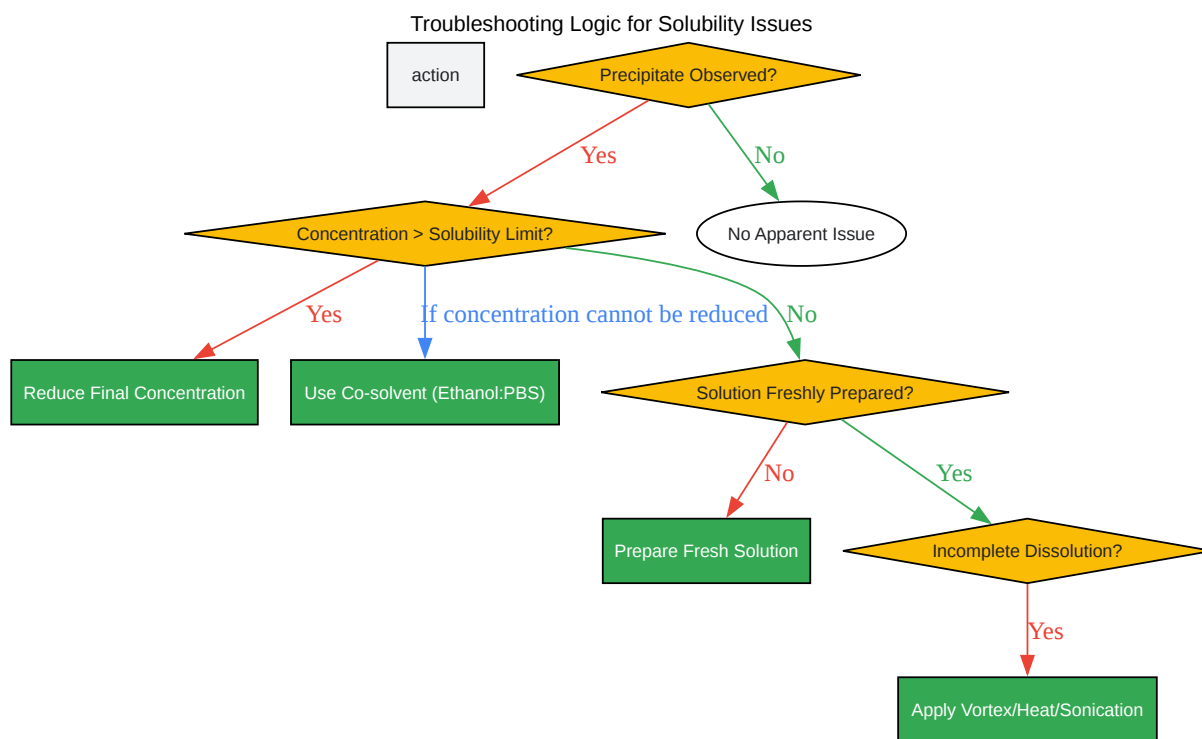 Troubleshooting Logic for Solubility Issues
action
Precipitate Observed?
Yes
No
Concentration > Solubility Limit?
No Apparent Issue
Yes
If concentration cannot be reduced
No
Reduce Final Concentration
Use Co-solvent (Ethanol:PBS)
Solution Freshly Prepared?
No
Yes
Prepare Fresh Solution
Incomplete Dissolution?
Yes
Apply Vortex/Heat/Sonication